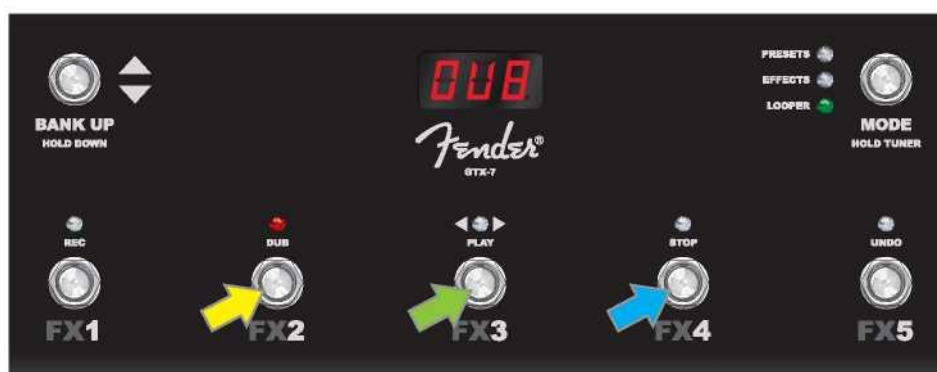 OU8
PRESETS
EFFECTS
LOOPER
BANK UP
HOLD DOWN
Fender®
GTX-7
MODE
HOLD TUNER
REC
DUB
PLAY
STOP
UNDO
FX1
FX2
FX3
FX4
FX5